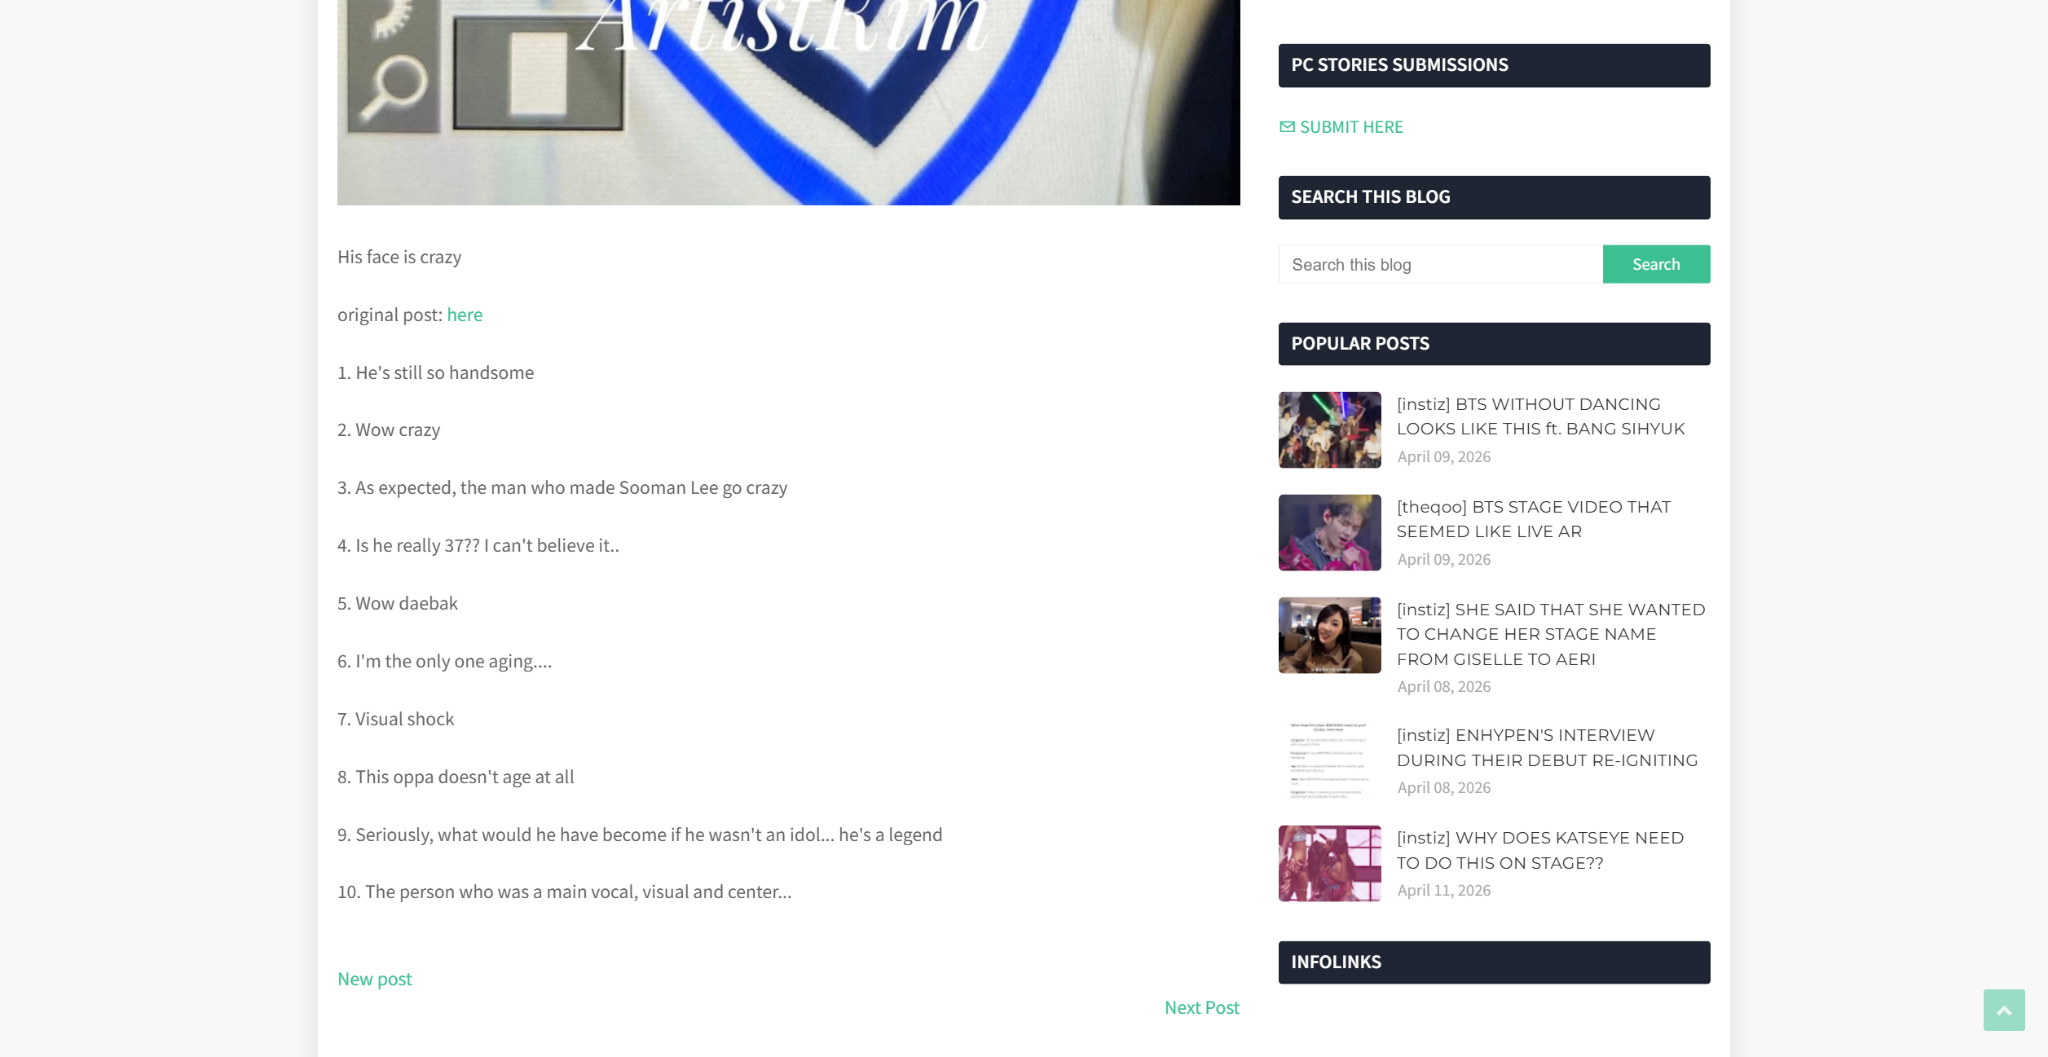 ArtistRim
His face is crazy
original post: here
1. He's still so handsome
2. Wow crazy
3. As expected, the man who made Sooman Lee go crazy
4. Is he really 37?? I can't believe it..
5. Wow daebak
6. I'm the only one aging....
7. Visual shock
8. This oppa doesn't age at all
9. Seriously, what would he have become if he wasn't an idol... he's a legend
10. The person who was a main vocal, visual and center...
New post
Next Post
PC STORIES SUBMISSIONS
SUBMIT HERE
SEARCH THIS BLOG
Search this blog
Search
POPULAR POSTS
[instiz] BTS WITHOUT DANCING
LOOKS LIKE THIS ft. BANG SIHYUK
April 09, 2026
[theqoo] BTS STAGE VIDEO THAT
SEEMED LIKE LIVE AR
April 09, 2026
[instiz] SHE SAID THAT SHE WANTED
TO CHANGE HER STAGE NAME
FROM GISELLE TO AERI
April 08, 2026
[instiz] ENHYPEN'S INTERVIEW
DURING THEIR DEBUT RE-IGNITING
April 08, 2026
[instiz] WHY DOES KATSEYE NEED
TO DO THIS ON STAGE??
April 11, 2026
INFOLINKS